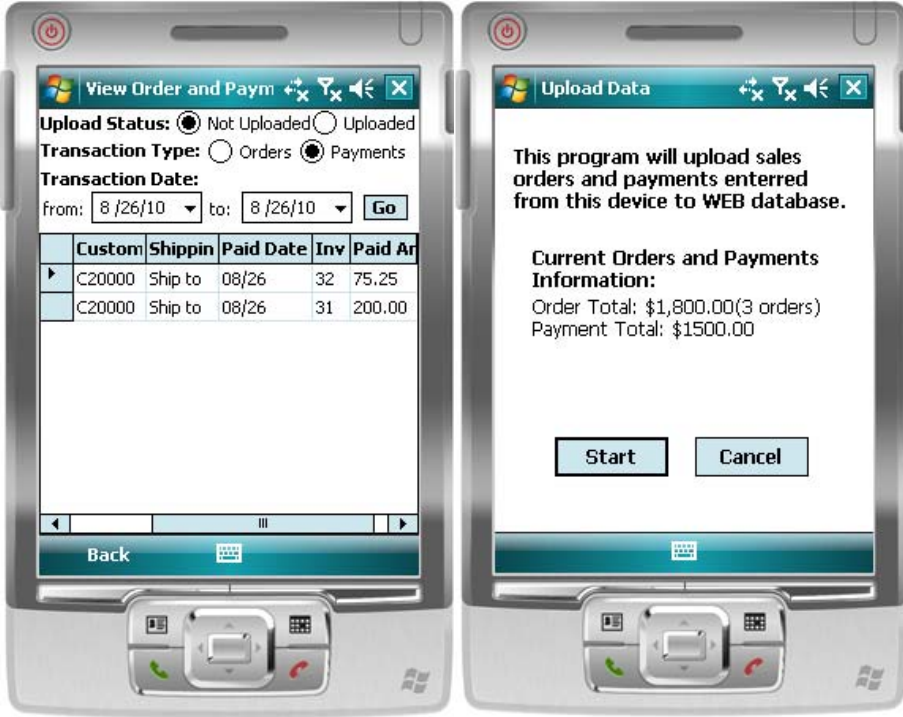 View Order and Paym
Upload Status: Not Uploaded Uploaded
Transaction Type: Orders Payments
Transaction Date:
from: 8 /26/10 to: 8 /26/10 Go
Custom Shippin Paid Date Inv Paid Ar
C20000 Ship to 08/26 32 75.25
C20000 Ship to 08/26 31 200.00
Back
Upload Data
This program will upload sales
orders and payments enterred
from this device to WEB database.
Current Orders and Payments
Information:
Order Total: $1,800.00(3 orders)
Payment Total: $1500.00
Start Cancel